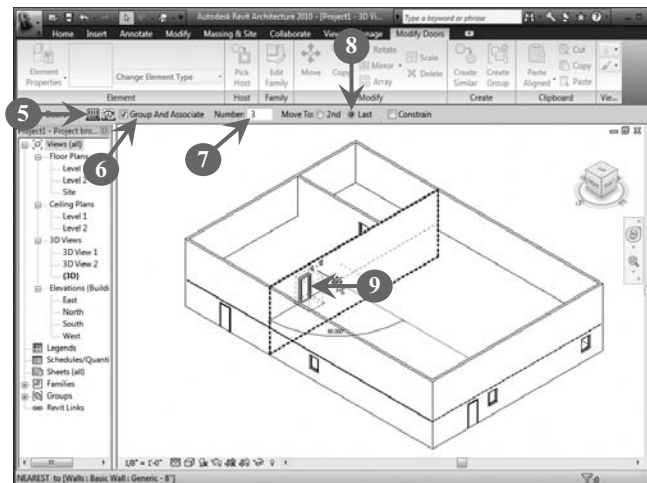 Autodesk Revit Architecture 2010 - [Project1 - 3D Vi...
Type a keyword or phrase
8
Home Insert Annotate Modify Massing & Site Collaborate Modify Doors
Element
Properties
Change Element Type
Pick
Host
Edit
Family
Move
Rotate
Mirror
Array
Scale
Delete
Create
Similar
Create
Group
Paste
Aligned
Cut
Copy
Paste
Element Host Family Modify Create Clipboard Vie...
5
Group And Associate Number: 3 Move To: 2nd Last Constrain
6
7
Project1 - Project bro...
Views (all)
Floor Plans
Level
Level 2
Site
Ceiling Plans
Level 1
Level 2
3D Views
3D View 1
3D View 2
(3D)
Elevations (Buildi
East
North
South
West
Legends
Schedules/Quanti
Sheets (all)
Families
Groups
Revit Links
9
90.000°
1/8" = 1'-0"
NEAREST to [Walls : Basic Wall : Generic - 8"]
:0